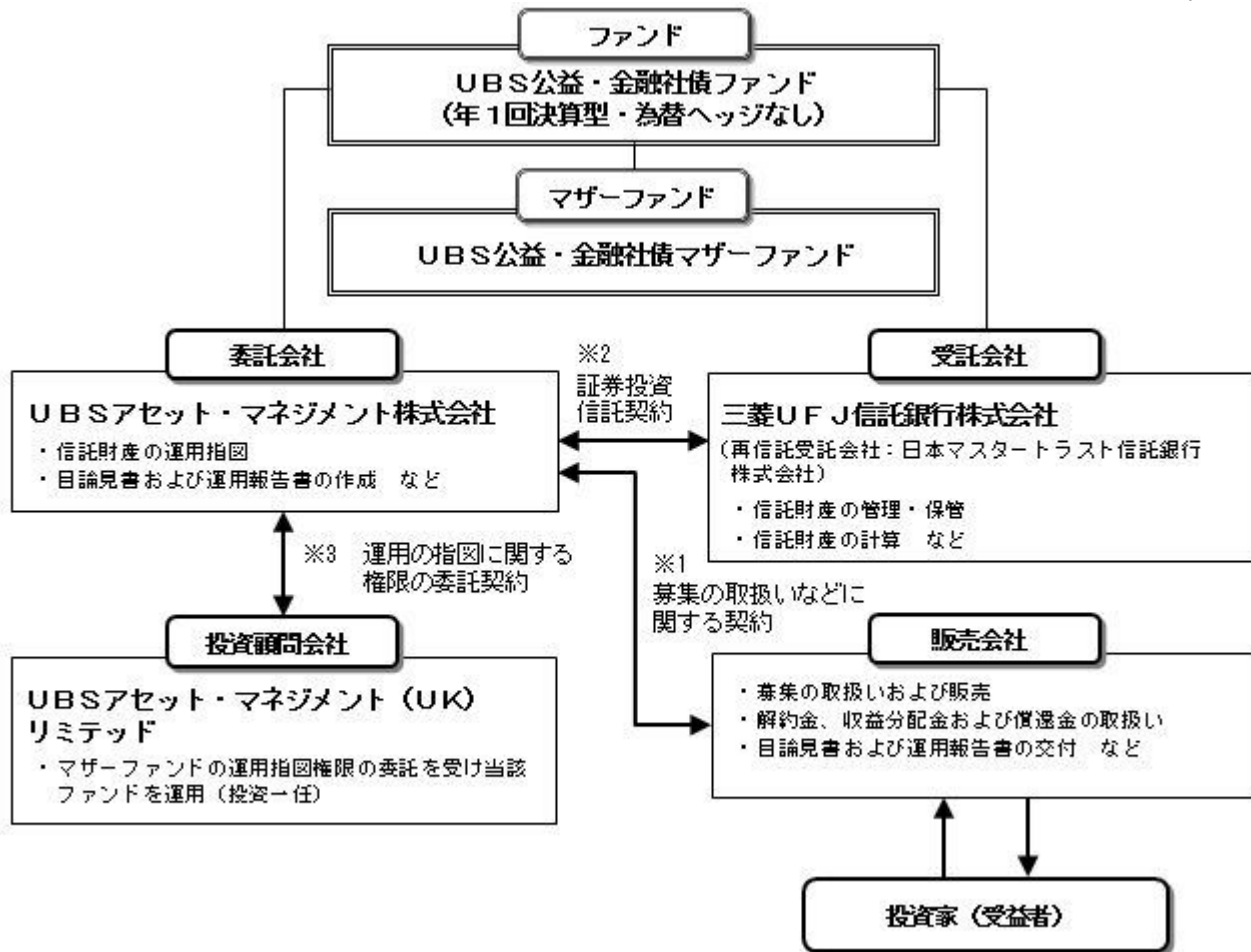 ファンド
UBS公益・金融社債ファンド
(年1回決算型・為替ヘッジなし)
マザーファンド
UBS公益・金融社債マザーファンド
委託会社
UBSアセット・マネジメント株式会社
・信託財産の運用指図
・目論見書および運用報告書の作成 など
※2
証券投資
信託契約
受託会社
三菱UFJ信託銀行株式会社
(再信託受託会社:日本マスタートラスト信託銀行
株式会社)
・信託財産の管理・保管
・信託財産の計算 など
※3 運用の指図に関する
権限の委託契約
※1
募集の取扱いなどに
関する契約
投資顧問会社
UBSアセット・マネジメント(UK)
リミテッド
・マザーファンドの運用指図権限の委託を受け当該
ファンドを運用(投資一任)
販売会社
・募集の取扱いおよび販売
・解約金、収益分配金および償還金の取扱い
・目論見書および運用報告書の交付 など
投資家(受益者)